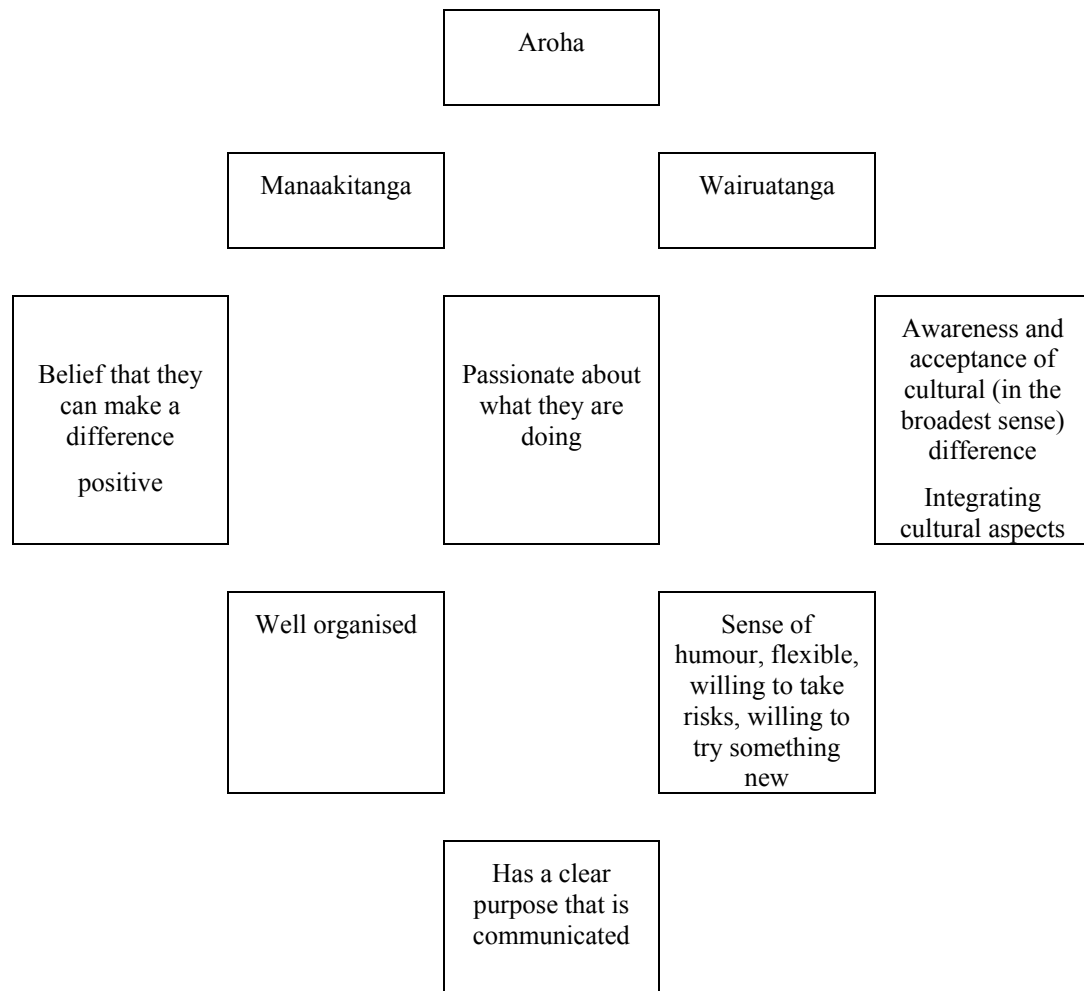 Aroha
Manaakitanga
Wairuatanga
Belief that they
can make a
difference
positive
Passionate about
what they are
doing
Awareness and
acceptance of
cultural (in the
broadest sense)
difference
Integrating
cultural aspects
Well organised
Sense of
humour, flexible,
willing to take
risks, willing to
try something
new
Has a clear
purpose that is
communicated